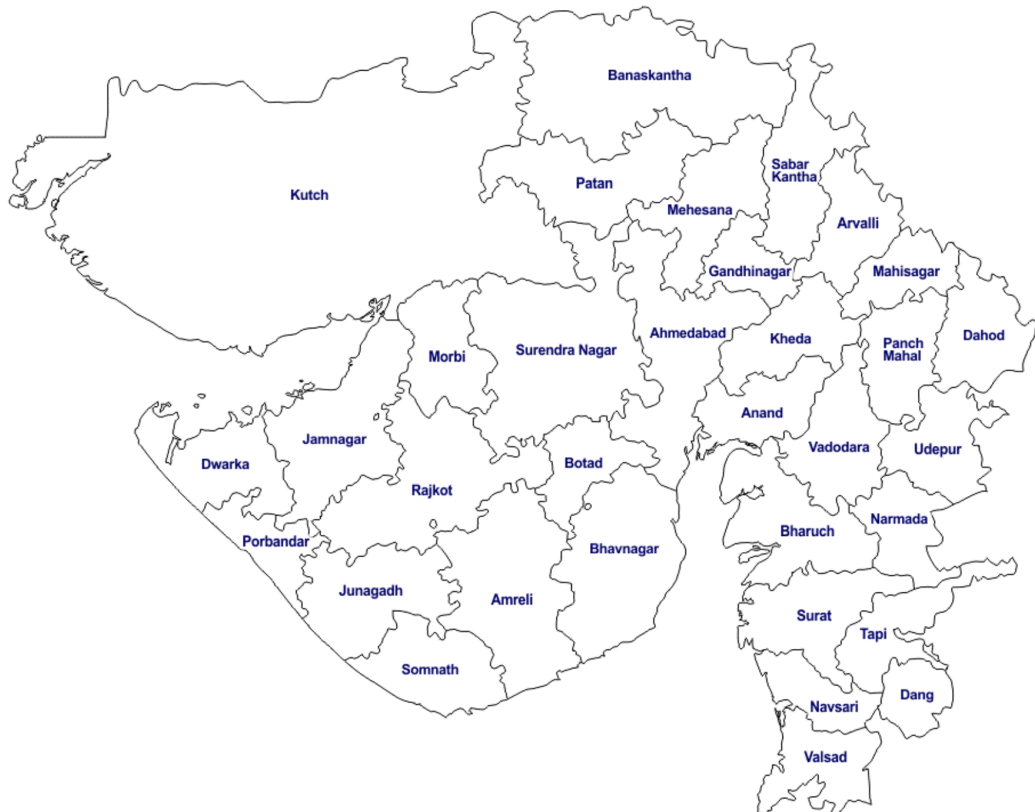 Banaskantha
Sabar
Kantha
Patan
Kutch
Mehesana
Arvalli
Gandhinagar
Mahisagar
Ahmedabad
Kheda
Panch
Mahal
Dahod
Morbi
Surendra Nagar
Anand
Jamnagar
Vadodara
Udepur
Dwarka
Botad
Rajkot
Narmada
Bharuch
Porbandar
Bhavnagar
Junagadh
Amreli
Surat
Tapi
Somnath
Dang
Navsari
Valsad